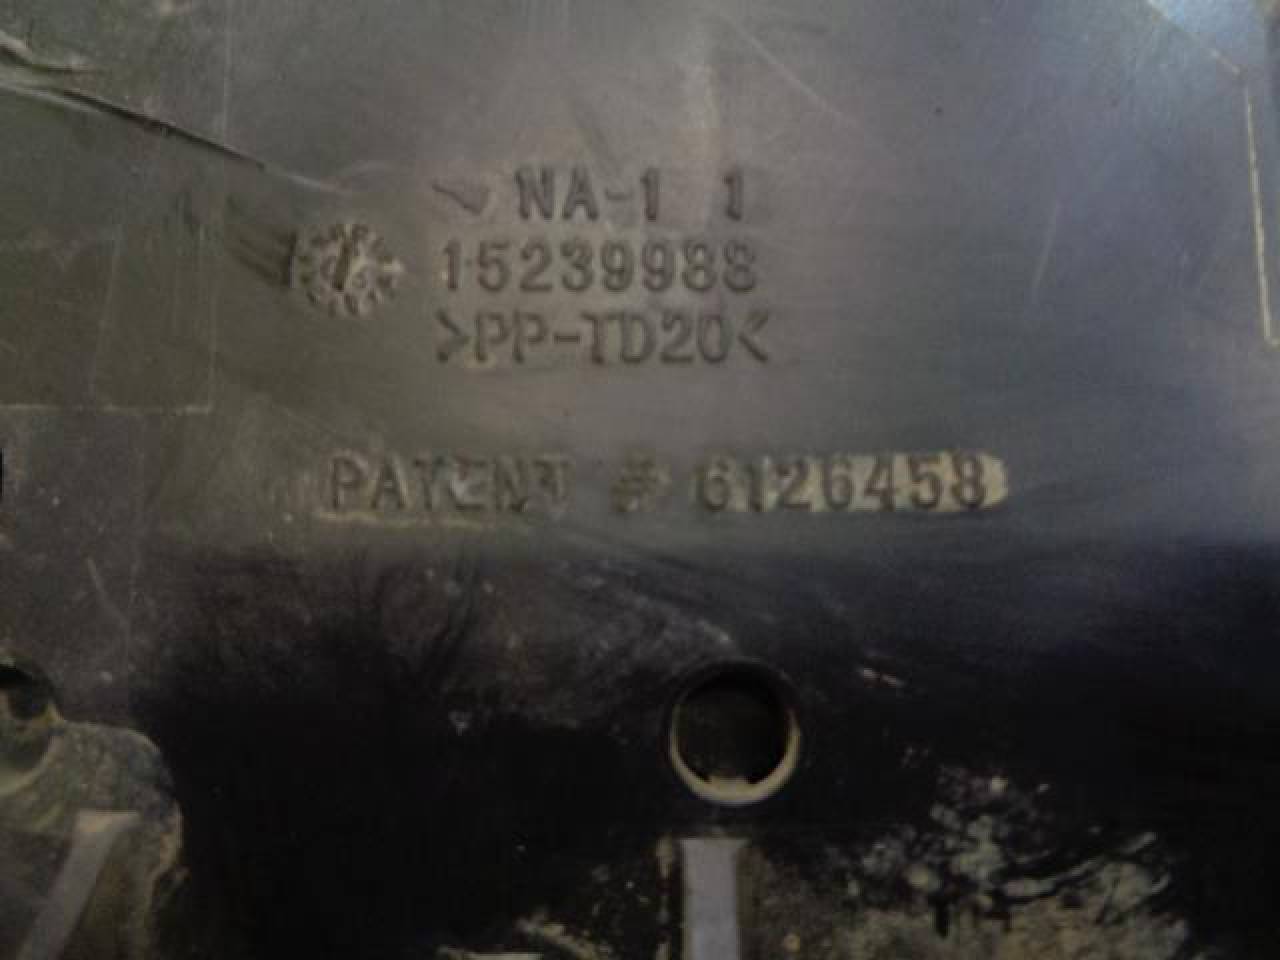 NA-1 1
15239988
>PP-TD20<
PATENT # 6126458